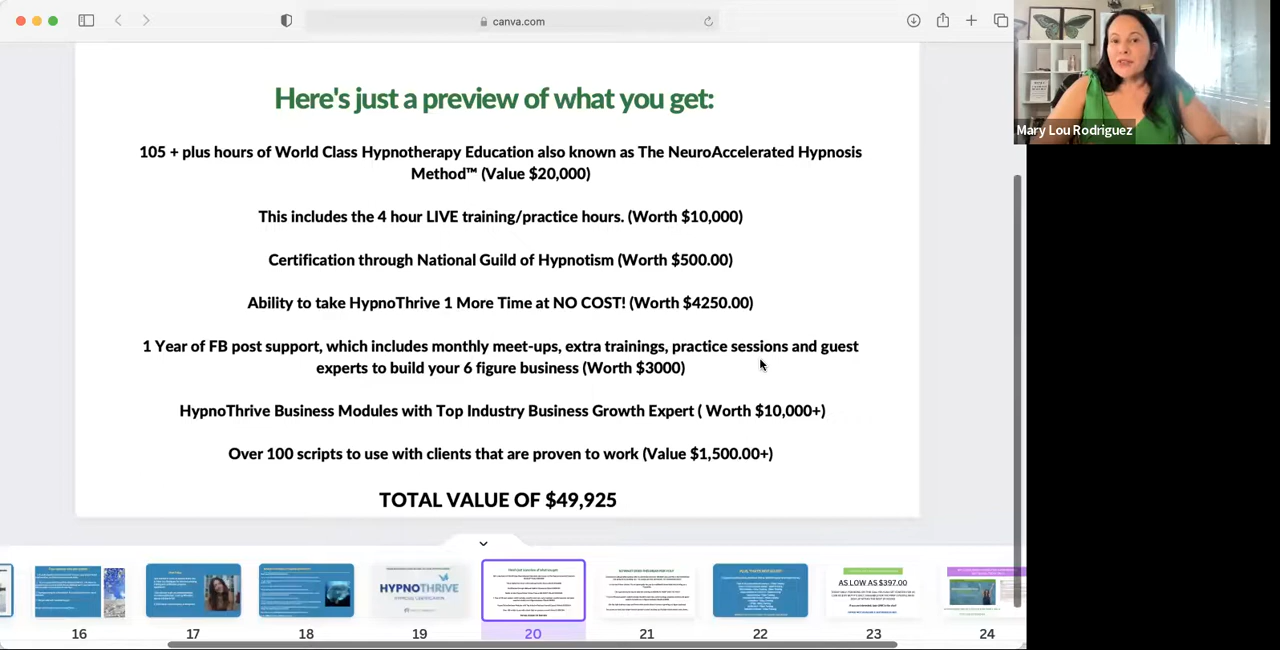 canva.com
Mary Lou Rodriguez
Here's just a preview of what you get:
105 + plus hours of World Class Hypnotherapy Education also known as The NeuroAccelerated Hypnosis
Method™ (Value $20,000)
This includes the 4 hour LIVE training/practice hours. (Worth $10,000)
Certification through National Guild of Hypnotism (Worth $500.00)
Ability to take HypnoThrive 1 More Time at NO COST! (Worth $4250.00)
1 Year of FB post support, which includes monthly meet-ups, extra trainings, practice sessions and guest
experts to build your 6 figure business (Worth $3000)
HypnoThrive Business Modules with Top Industry Business Growth Expert ( Worth $10,000+)
Over 100 scripts to use with clients that are proven to work (Value $1,500.00+)
TOTAL VALUE OF $49,925
HYPNOTHRIVE
AS LOW AS $397.00
16 17 18 19 20 21 22 23 24